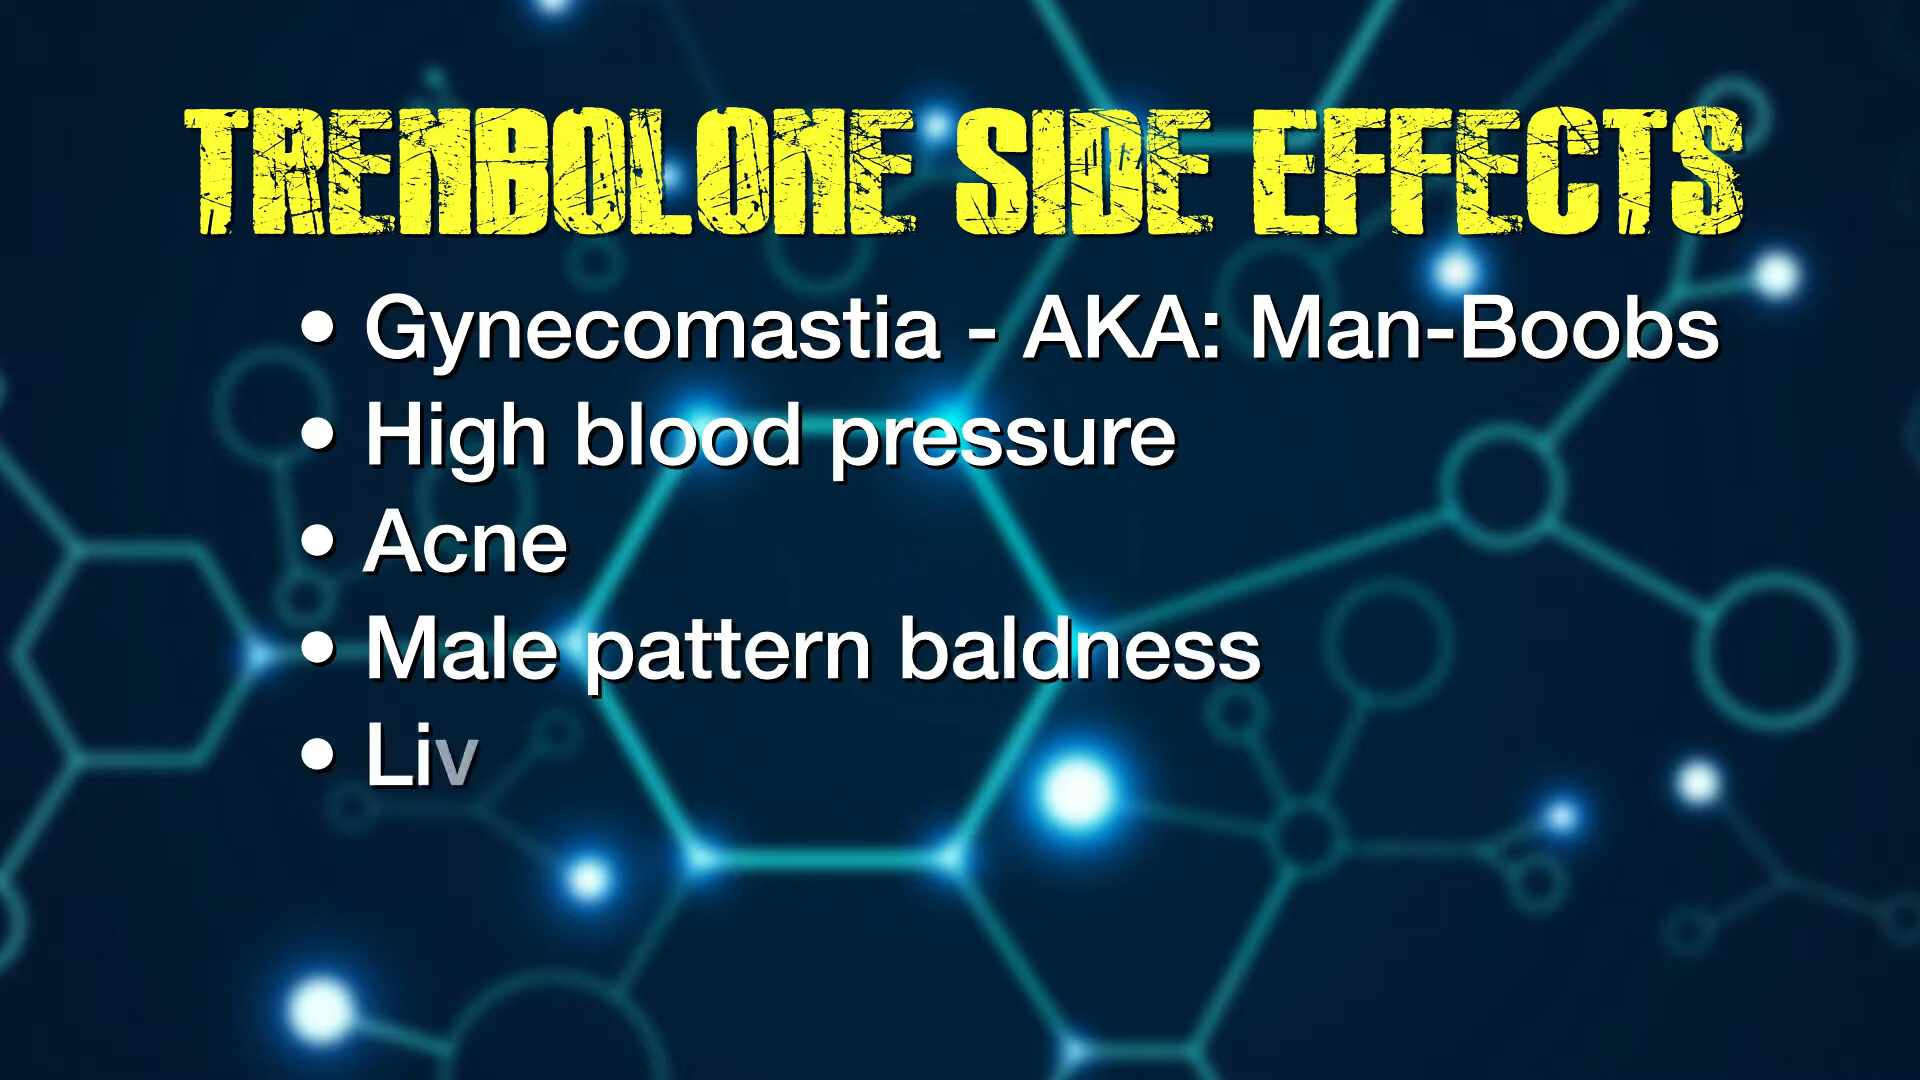 TRENBOLONE SIDE EFFECTS
• Gynecomastia - AKA: Man-Boobs
• High blood pressure
• Acne
• Male pattern baldness
• Liv